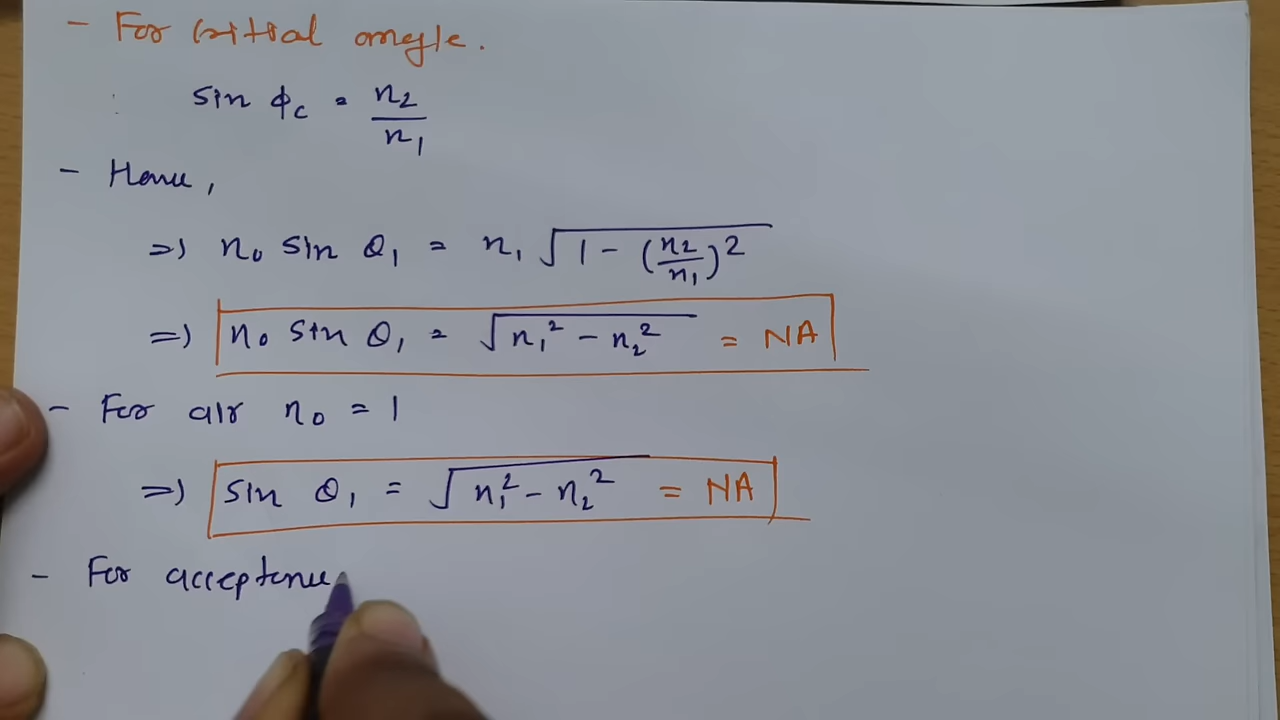 - For critical angle.
sin ϕc = n2/n1
- Hence,
=> n0 sin θ1 = n1 √(1 - (n2/n1)²)
=> n0 sin θ1 = √(n1² - n2²) = NA
- For air n0 = 1
=> sin θ1 = √(n1² - n2²) = NA
- For acceptance